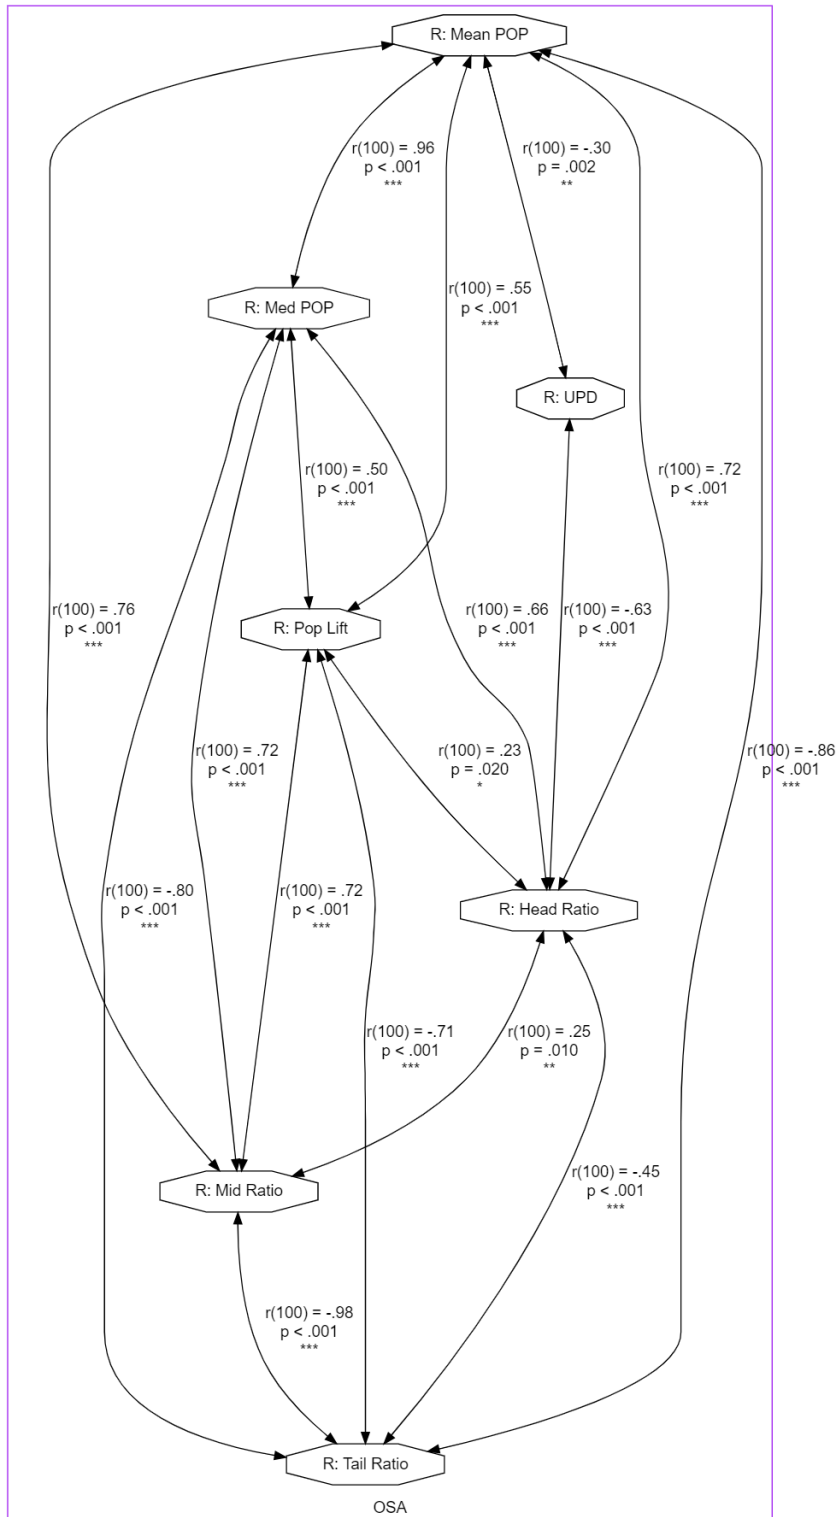 R: Mean POP
r(100) = .96
p < .001
***
r(100) = -.30
p = .002
**
R: Med POP
r(100) = .55
p < .001
***
R: UPD
r(100) = .50
p < .001
***
r(100) = .72
p < .001
***
r(100) = .76
p < .001
***
R: Pop Lift
r(100) = .66
p < .001
***
r(100) = -.63
p < .001
***
r(100) = .72
p < .001
***
r(100) = .23
p = .020
*
r(100) = -.86
p < .001
***
r(100) = -.80
p < .001
***
r(100) = .72
p < .001
***
R: Head Ratio
r(100) = -.71
p < .001
***
r(100) = .25
p = .010
**
R: Mid Ratio
r(100) = -.45
p < .001
***
r(100) = -.98
p < .001
***
R: Tail Ratio
OSA